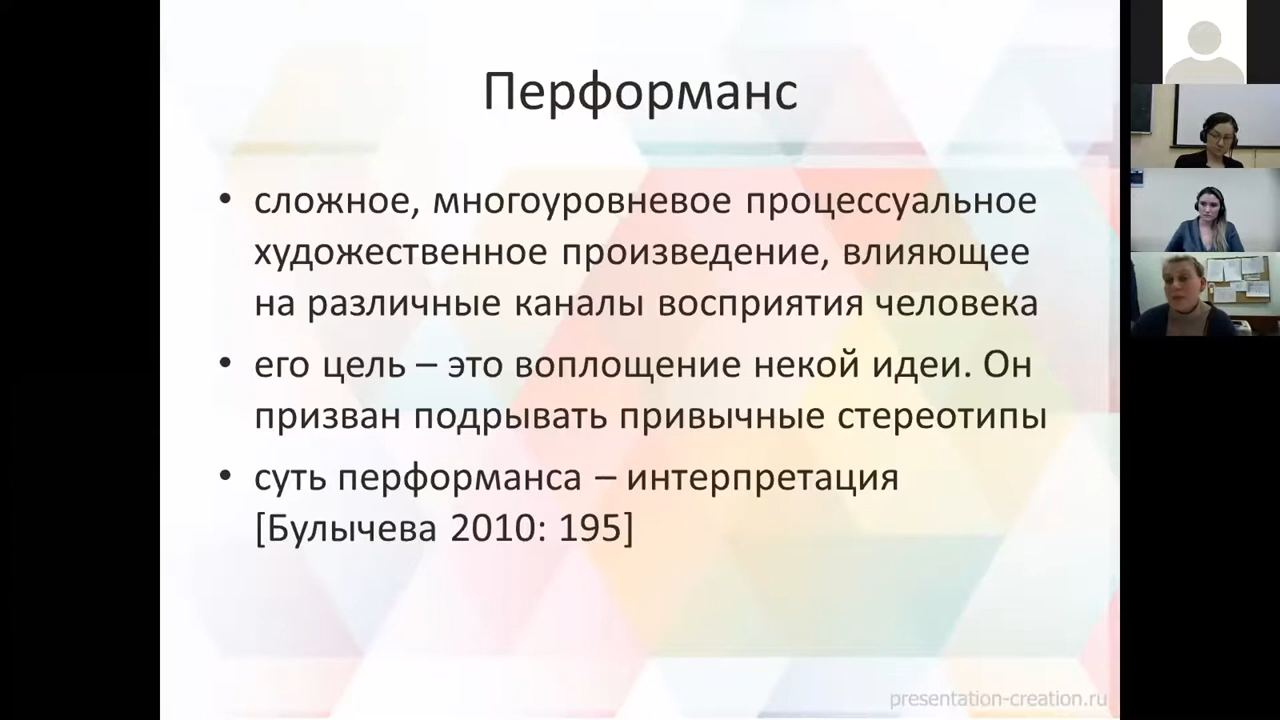 Перформанс
• сложное, многоуровневое процессуальное
художественное произведение, влияющее
на различные каналы восприятия человека
• его цель – это воплощение некой идеи. Он
призван подрывать привычные стереотипы
• суть перформанса – интерпретация
[Булычева 2010: 195]
presentation-creation.ru